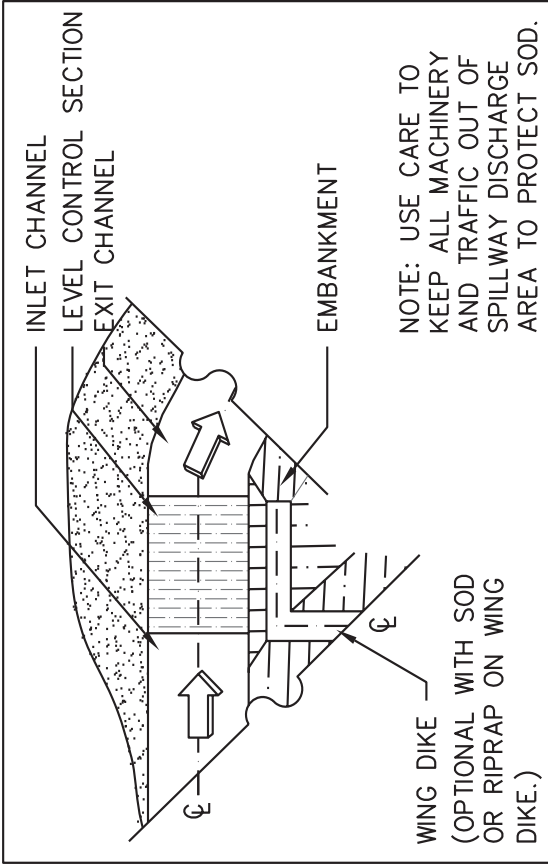 INLET CHANNEL
LEVEL CONTROL SECTION
EXIT CHANNEL
EMBANKMENT
NOTE: USE CARE TO
KEEP ALL MACHINERY
AND TRAFFIC OUT OF
SPILLWAY DISCHARGE
AREA TO PROTECT SOD.
WING DIKE
(OPTIONAL WITH SOD
OR RIPRAP ON WING
DIKE.)
℄
℄